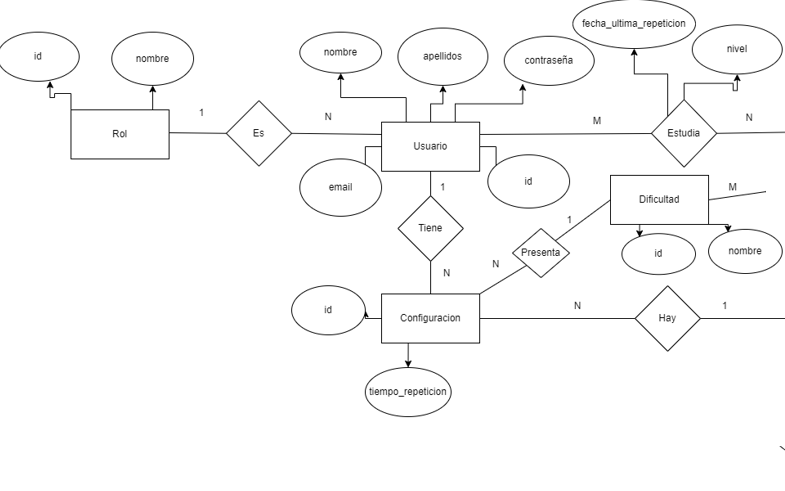 fecha_ultima_repeticion
id
nombre
nombre
apellidos
contraseña
nivel
1
N
M
N
Rol
Es
Usuario
Estudia
email
1
id
Dificultad
M
Tiene
1
Presenta
id
nombre
N
N
id
Configuracion
N
Hay
1
tiempo_repeticion